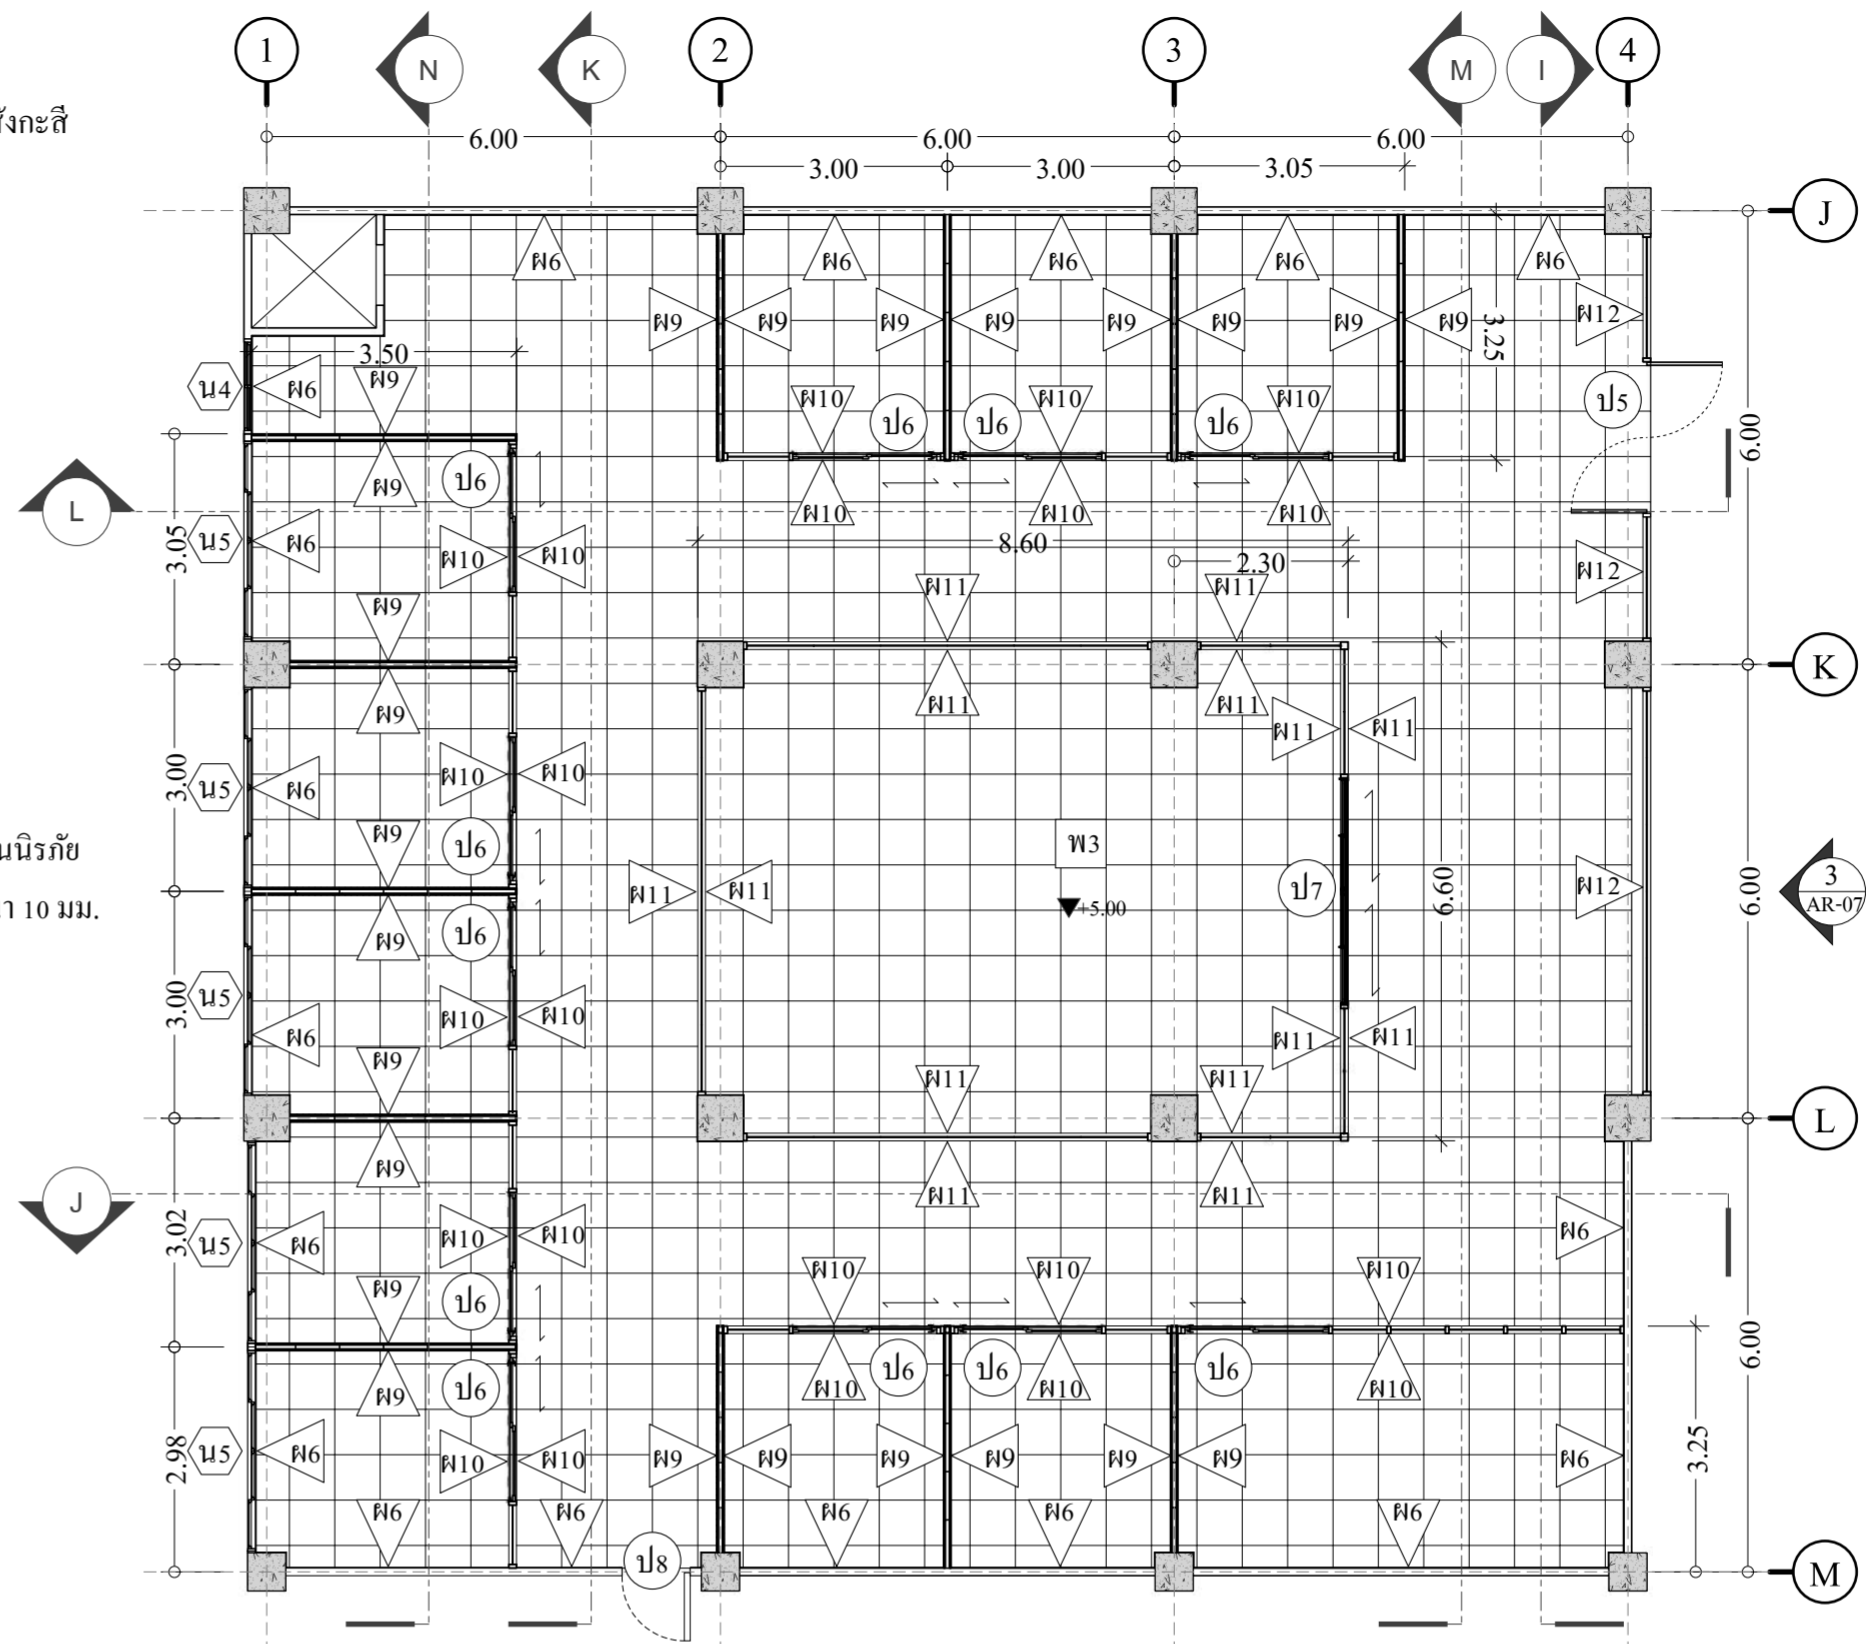 1 N K 2 3 M I 4
ังกะสี
6.00 6.00 6.00
3.00 3.00 3.05
J
ผ6 ผ6 ผ6 ผ6 ผ6
ผ9 ผ9 ผ9 ผ9 ผ9 ผ9 ผ9 ผ9 ผ12
3.25
3.50
น4 ผ6 ผ9 ผ10 ป6 ป6 ผ10 ป6 ผ10 ป5
6.00
ผ9 ป6
L ผ10 ผ10 ผ10
3.05 น5 ผ6 ผ10 ผ10 8.60
2.30 ผ12
ผ9 ผ11 ผ11
K
ผ9 ผ11 ผ11
ผ11 ผ11
3.00 น5 ผ6 ผ10 ผ10
นนิรภัย
ผ9 ป6 พ3
ผ11 ผ11 ป7 6.60 ผ12 6.00 3
AR-07
า 10 มม.
+5.00
ผ9 ป6
3.00 น5 ผ6 ผ10 ผ10 ผ11 ผ11
ผ9 ผ11 ผ11
L
ผ9 ผ11 ผ11
J
3.02 น5 ผ6 ผ10 ผ10 ผ6
ผ9 ป6 ผ10 ผ10 ผ10
6.00
ผ9 ป6 ผ10 ป6 ป6 ผ10 ป6 ผ10
2.98 น5 ผ6 ผ10 ผ10 ผ9 ผ9 ผ9 ผ9 ผ9 ผ9 ผ6 3.25
ผ6 ผ6 ผ6 ผ6 ผ6
ป8
M